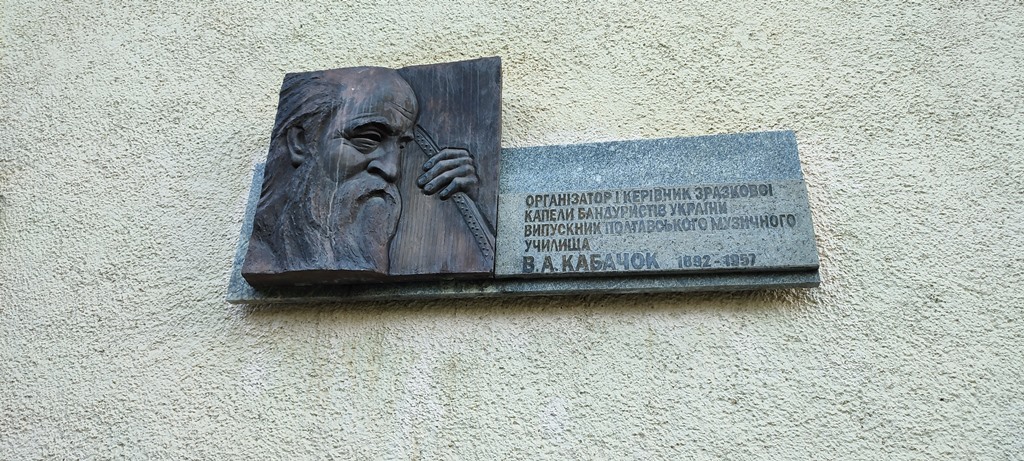 ОРГАНІЗАТОР І КЕРІВНИК ЗРАЗКОВОЇ
КАПЕЛИ БАНДУРИСТІВ УКРАЇНИ
ВИПУСКНИК ПОЛТАВСЬКОГО МУЗИЧНОГО
УЧИЛИЩА
В.А. КАБАЧОК 1892-1957